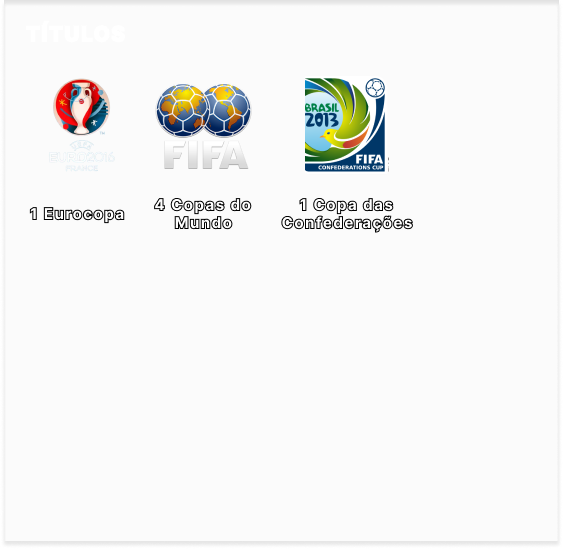 TÍTULOS
BRASIL
2013
UEFA
EURO2016
FRANCE
FIFA
FIFA
CONFEDERATIONS CUP
1 Eurocopa
4 Copas do
Mundo
1 Copa das
Confederações